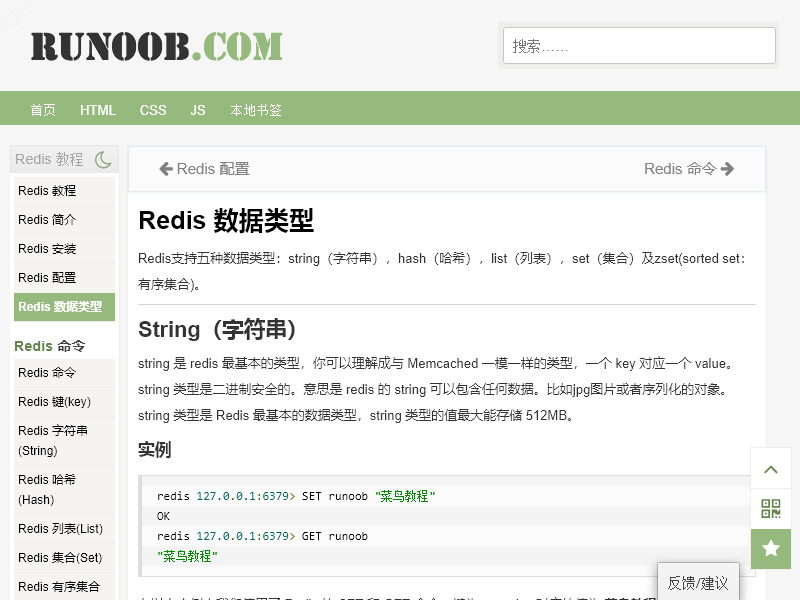 RUNOOB.COM
搜索……
首页 HTML CSS JS 本地书签
Redis 教程
Redis 教程
Redis 简介
Redis 安装
Redis 配置
Redis 数据类型
Redis 命令
Redis 命令
Redis 键(key)
Redis 字符串
(String)
Redis 哈希
(Hash)
Redis 列表(List)
Redis 集合(Set)
Redis 有序集合
Redis 配置
Redis 命令
Redis 数据类型
Redis支持五种数据类型：string（字符串），hash（哈希），list（列表），set（集合）及zset(sorted set：
有序集合)。
String（字符串）
string 是 redis 最基本的类型，你可以理解成与 Memcached 一模一样的类型，一个 key 对应一个 value。
string 类型是二进制安全的。意思是 redis 的 string 可以包含任何数据。比如jpg图片或者序列化的对象。
string 类型是 Redis 最基本的数据类型，string 类型的值最大能存储 512MB。
实例
redis 127.0.0.1:6379> SET runoob "菜鸟教程"
OK
redis 127.0.0.1:6379> GET runoob
"菜鸟教程"
反馈/建议